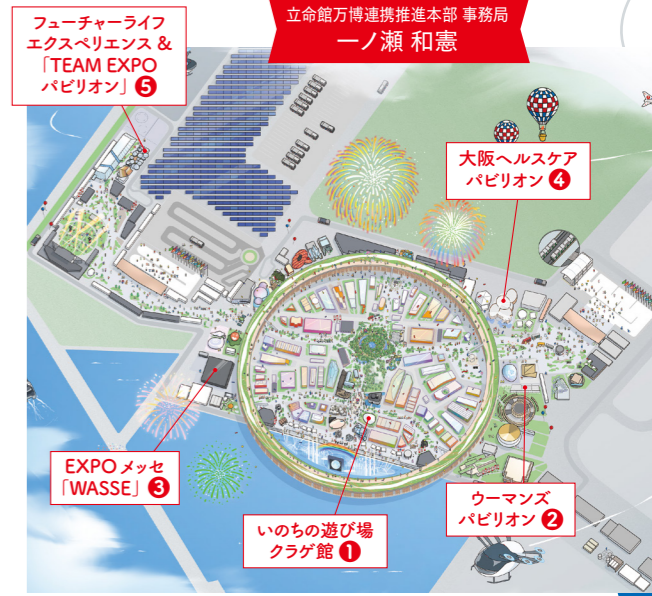 立命館万博連携推進本部 事務局
一ノ瀬 和憲
フューチャーライフ
エクスペリエンス &
「TEAM EXPO
パビリオン」 ❺
大阪ヘルスケア
パビリオン ❹
EXPO メッセ
「WASSE」 ❸
ウーマンズ
パビリオン ❷
いのちの遊び場
クラゲ館 ❶